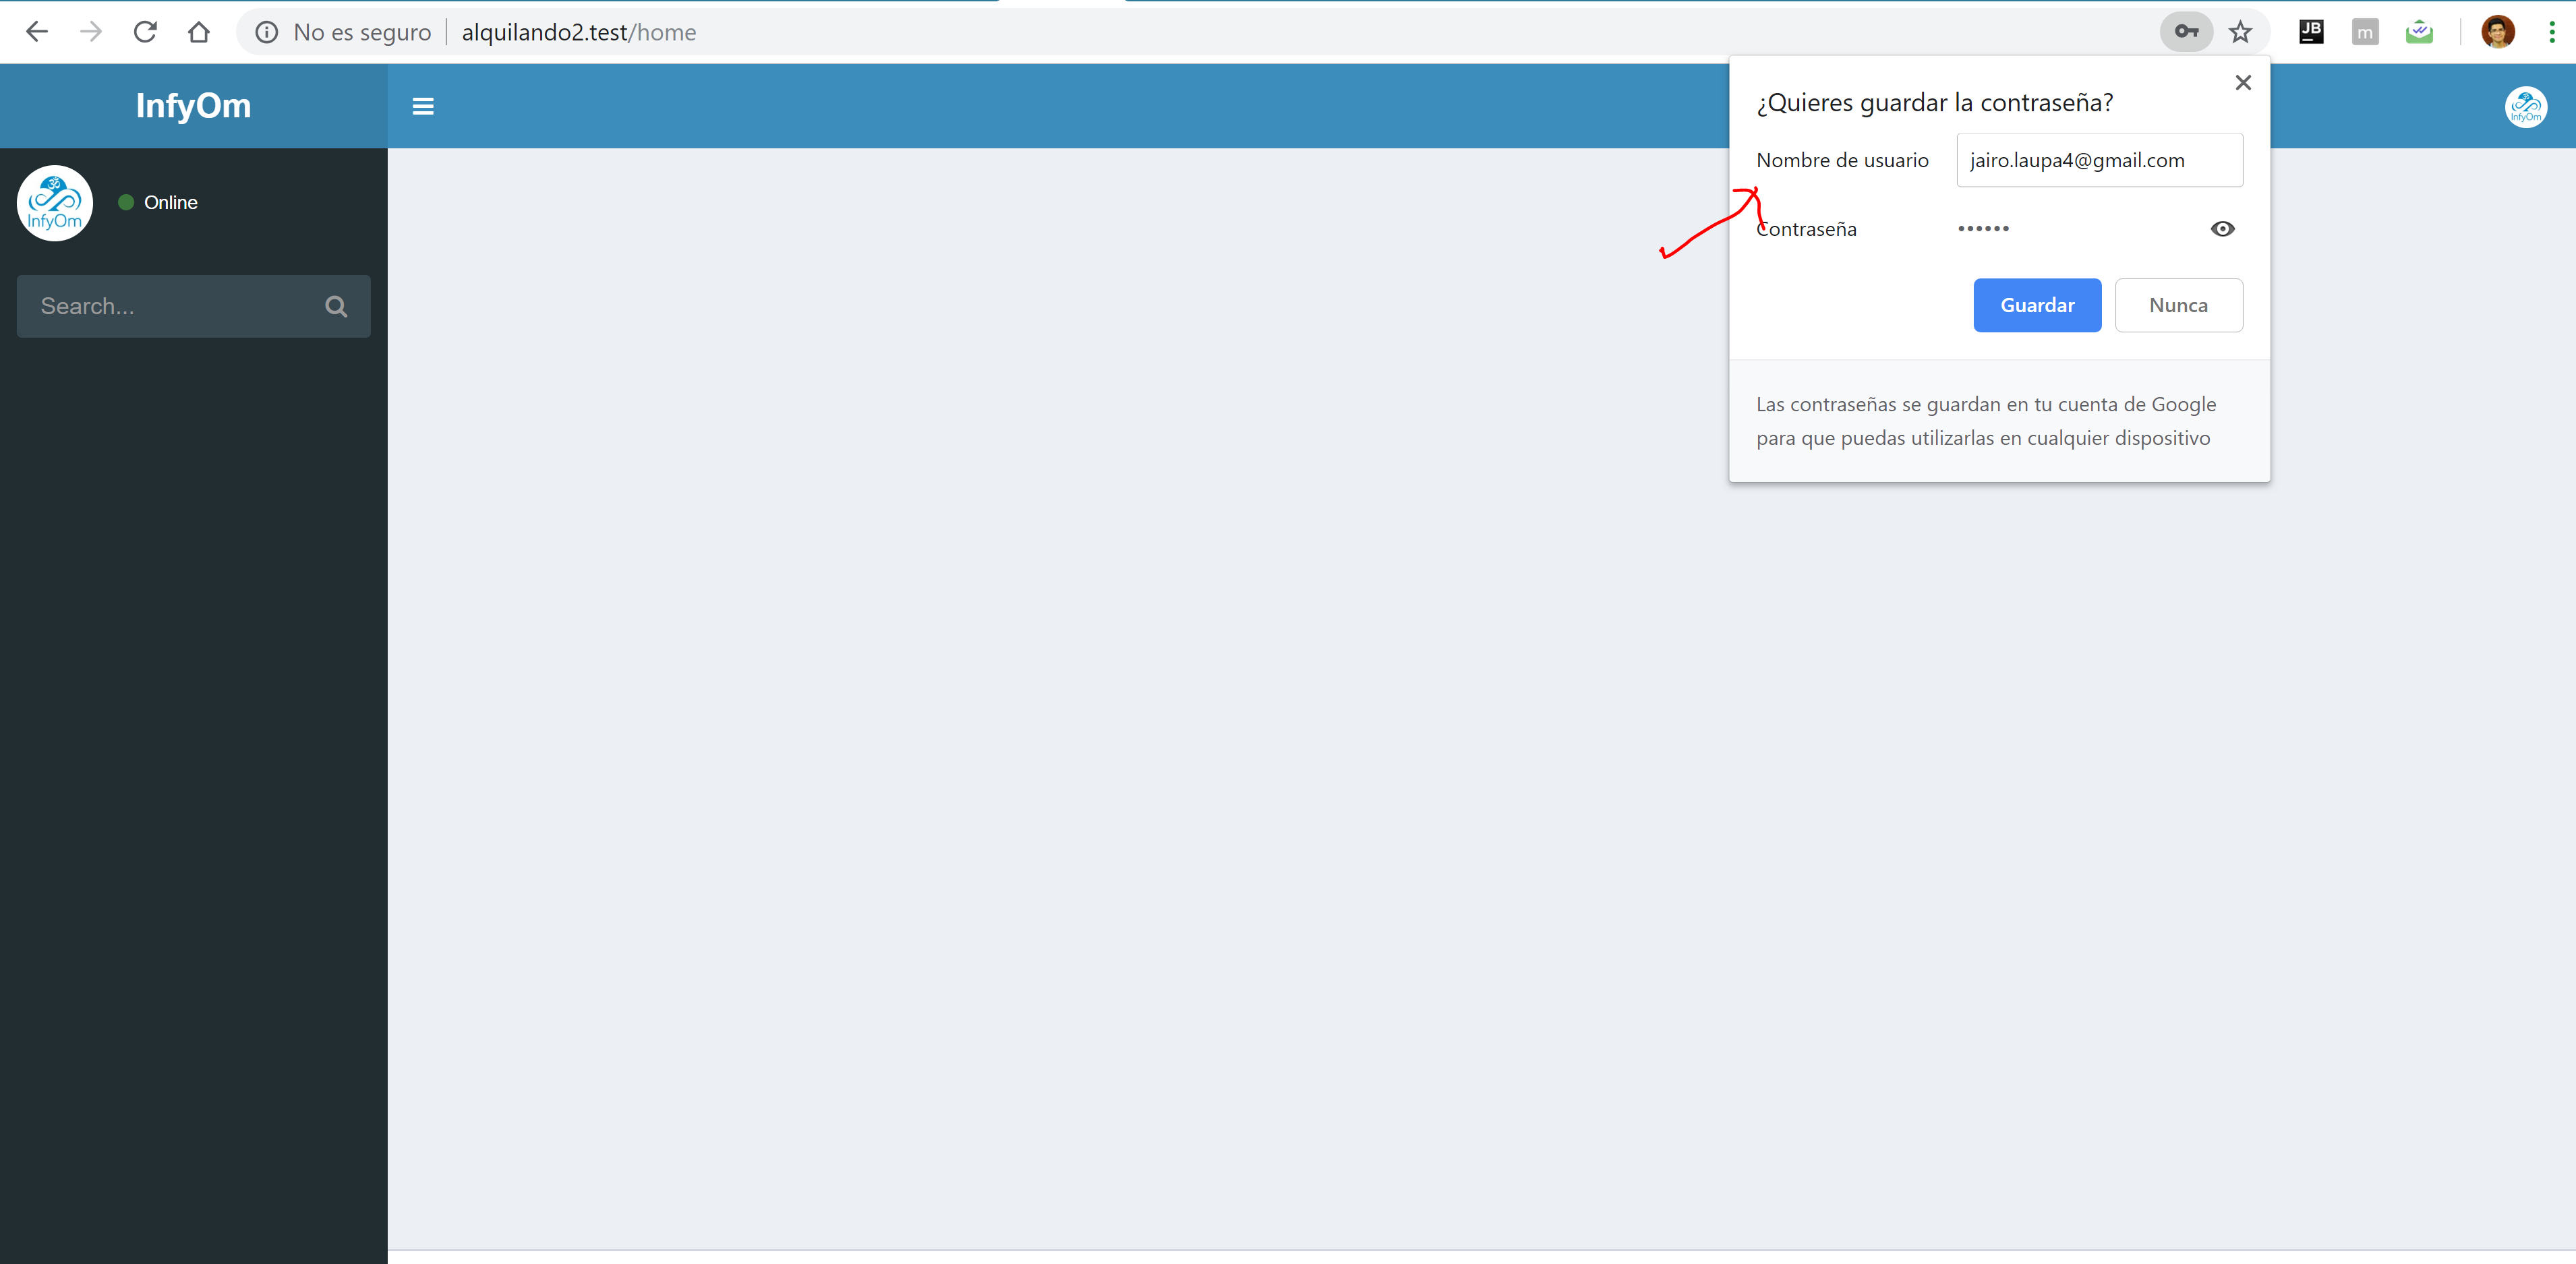 No es seguro alquilando2.test/home
JB
m
InfyOm
InfyOm
InfyOm
Online
Search...
¿Quieres guardar la contraseña?
Nombre de usuario jairo.laupa4@gmail.com
Contraseña ••••••
Guardar Nunca
Las contraseñas se guardan en tu cuenta de Google
para que puedas utilizarlas en cualquier dispositivo